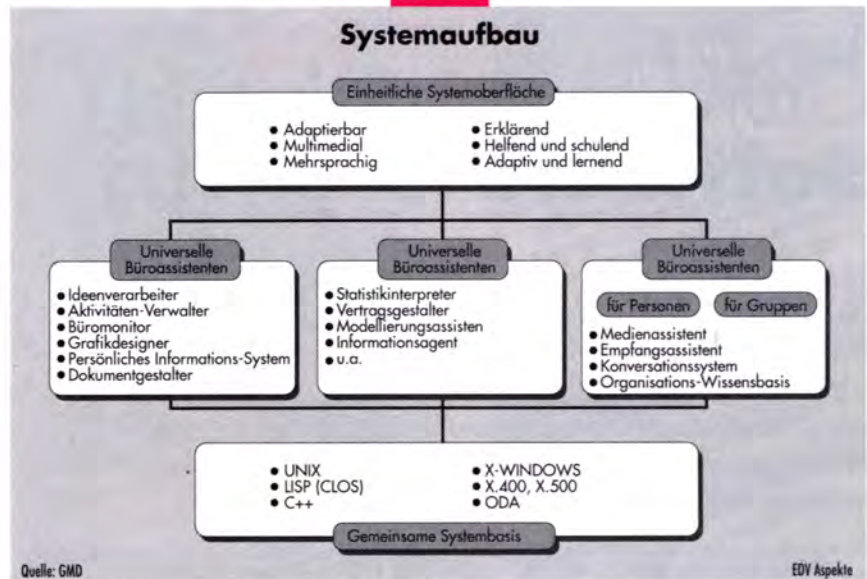 Systemaufbau
Einheitliche Systemoberfläche
• Adaptierbar
• Multimedial
• Mehrsprachig
• Erklärend
• Helfend und schulend
• Adaptiv und lernend
Universelle
Büroassistenten
• Ideenverarbeiter
• Aktivitäten-Verwalter
• Büromonitor
• Grafikdesigner
• Persönliches Informations-System
• Dokumentgestalter
Universelle
Büroassistenten
• Statistikinterpreter
• Vertragsgestalter
• Modellierungsassisten
• Informationsagent
• u.a.
Universelle
Büroassistenten
für Personen
für Gruppen
• Medienassistent
• Empfangsassistent
• Konversationssystem
• Organisations-Wissensbasis
• UNIX
• LISP (CLOS)
• C++
• X-WINDOWS
• X.400, X.500
• ODA
Gemeinsame Systembasis
Quelle: GMD
EDV Aspekte